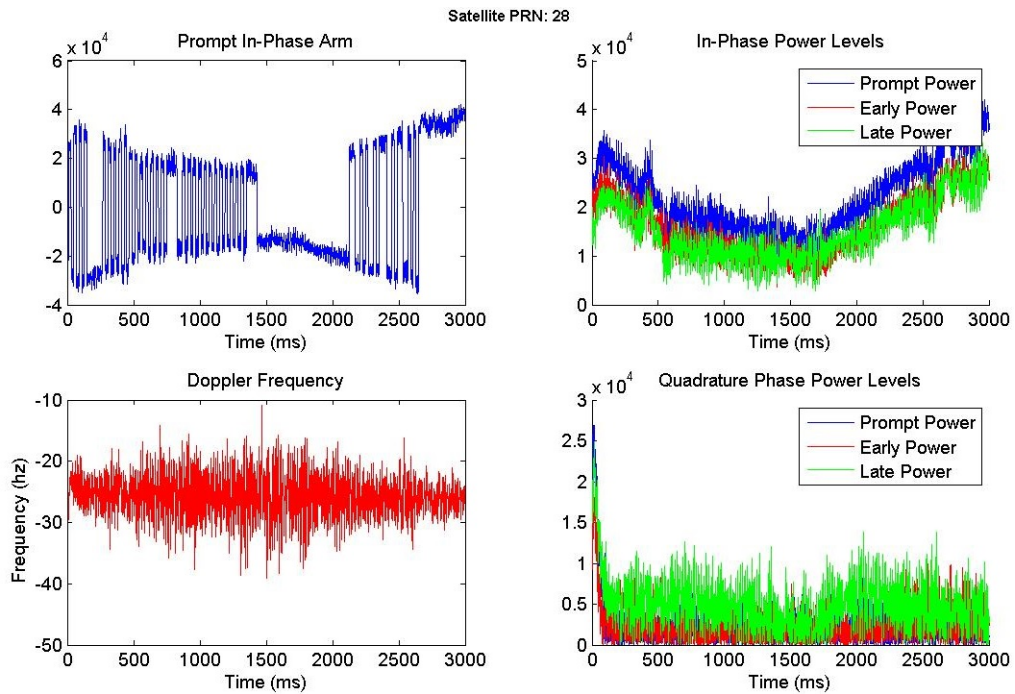 Satellite PRN: 28
Prompt In-Phase Arm
x 10^4
6
4
2
0
-2
-4
0 500 1000 1500 2000 2500 3000
Time (ms)
In-Phase Power Levels
x 10^4
5
4
3
2
1
0
Prompt Power
Early Power
Late Power
0 500 1000 1500 2000 2500 3000
Time (ms)
Doppler Frequency
Frequency (hz)
-10
-20
-30
-40
-50
0 500 1000 1500 2000 2500 3000
Time (ms)
Quadrature Phase Power Levels
x 10^4
3
2.5
2
1.5
1
0.5
0
Prompt Power
Early Power
Late Power
0 500 1000 1500 2000 2500 3000
Time (ms)